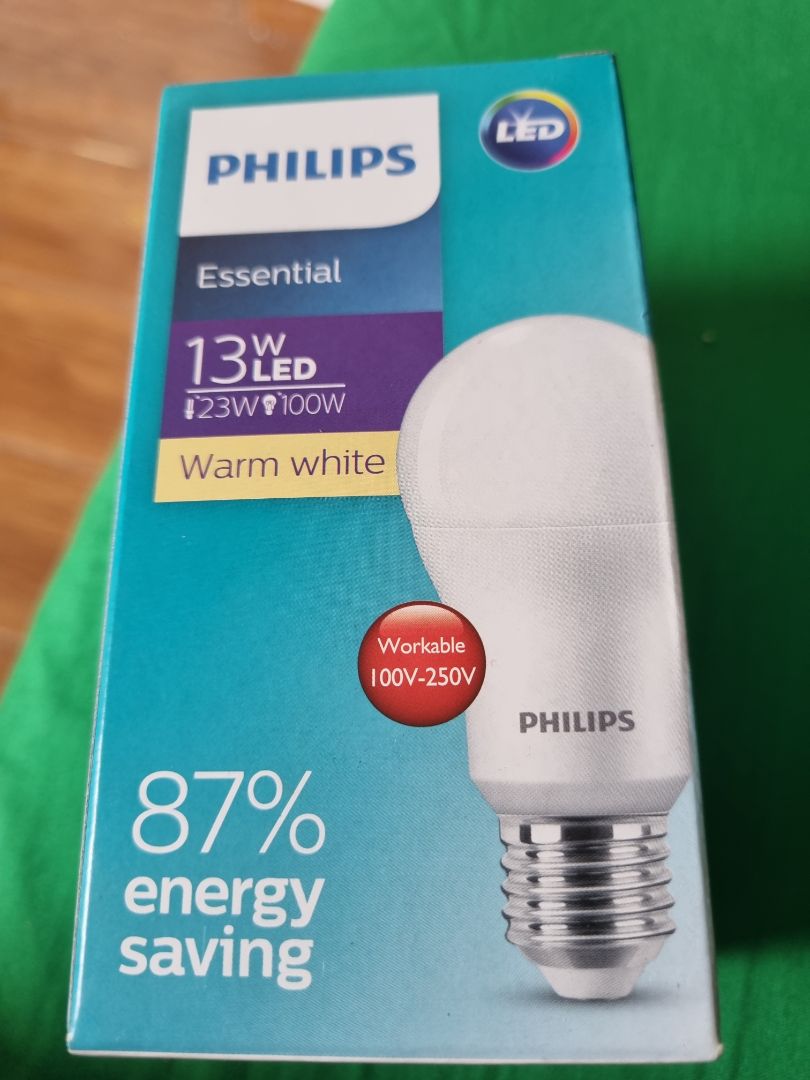 PHILIPS
LED
Essential
13W LED
23W 100W
Warm white
Workable
100V-250V
PHILIPS
87%
energy
saving